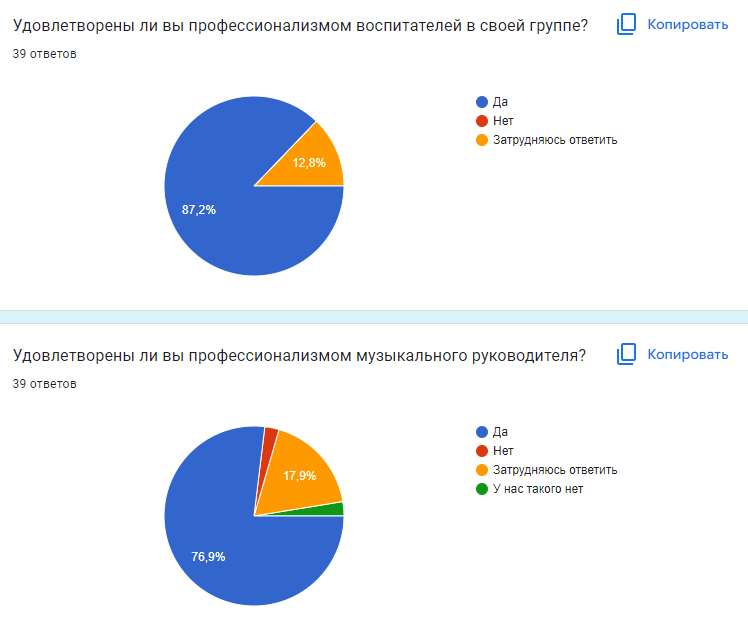 Удовлетворены ли вы профессионализмом воспитателей в своей группе?
Копировать
39 ответов
Да
Нет
Затрудняюсь ответить
12,8%
87,2%
Удовлетворены ли вы профессионализмом музыкального руководителя?
Копировать
39 ответов
Да
Нет
Затрудняюсь ответить
У нас такого нет
17,9%
76,9%